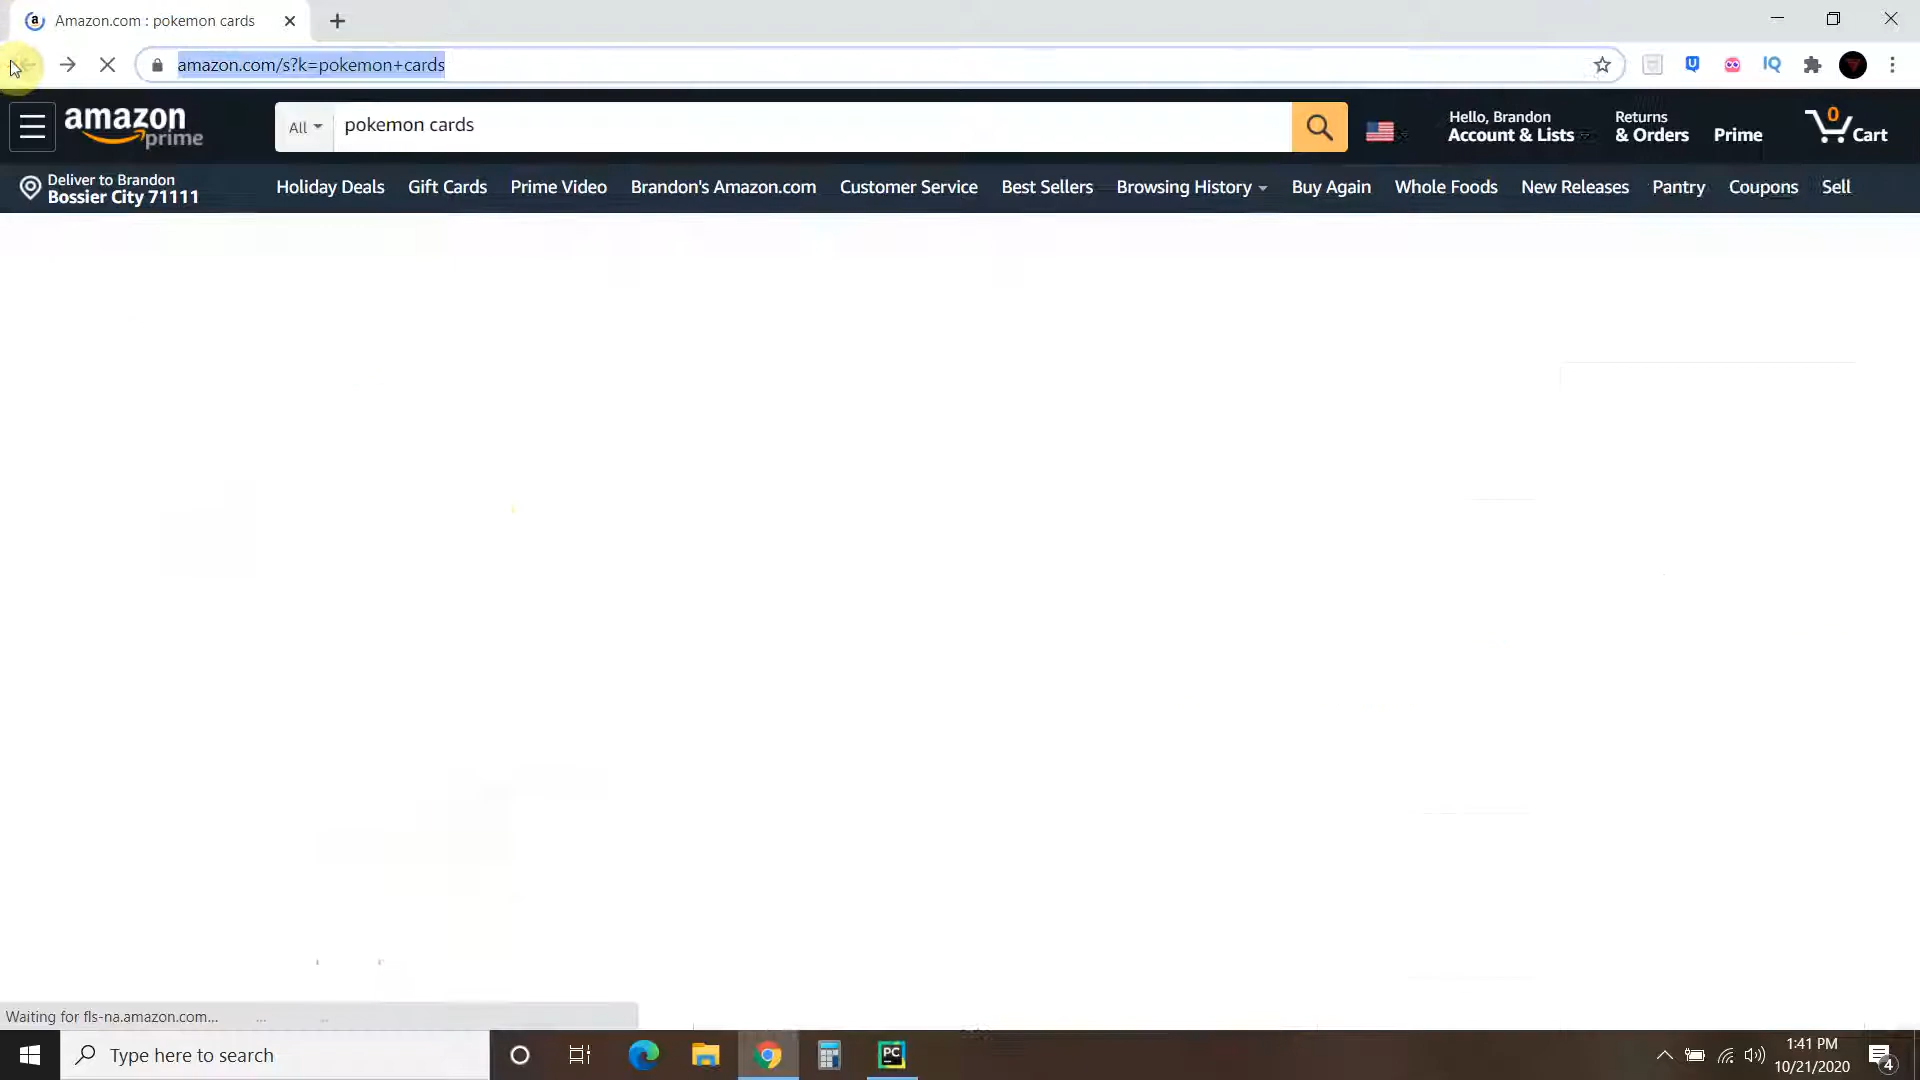 Amazon.com : pokemon cards
amazon.com/s?k=pokemon+cards
IQ
amazon prime
All
pokemon cards
Hello, Brandon
Account & Lists
Returns
& Orders
Prime
0
Cart
Deliver to Brandon
Bossier City 71111
Holiday Deals
Gift Cards
Prime Video
Brandon's Amazon.com
Customer Service
Best Sellers
Browsing History
Buy Again
Whole Foods
New Releases
Pantry
Coupons
Sell
Waiting for fls-na.amazon.com...
Type here to search
PC
1:41 PM
10/21/2020
4